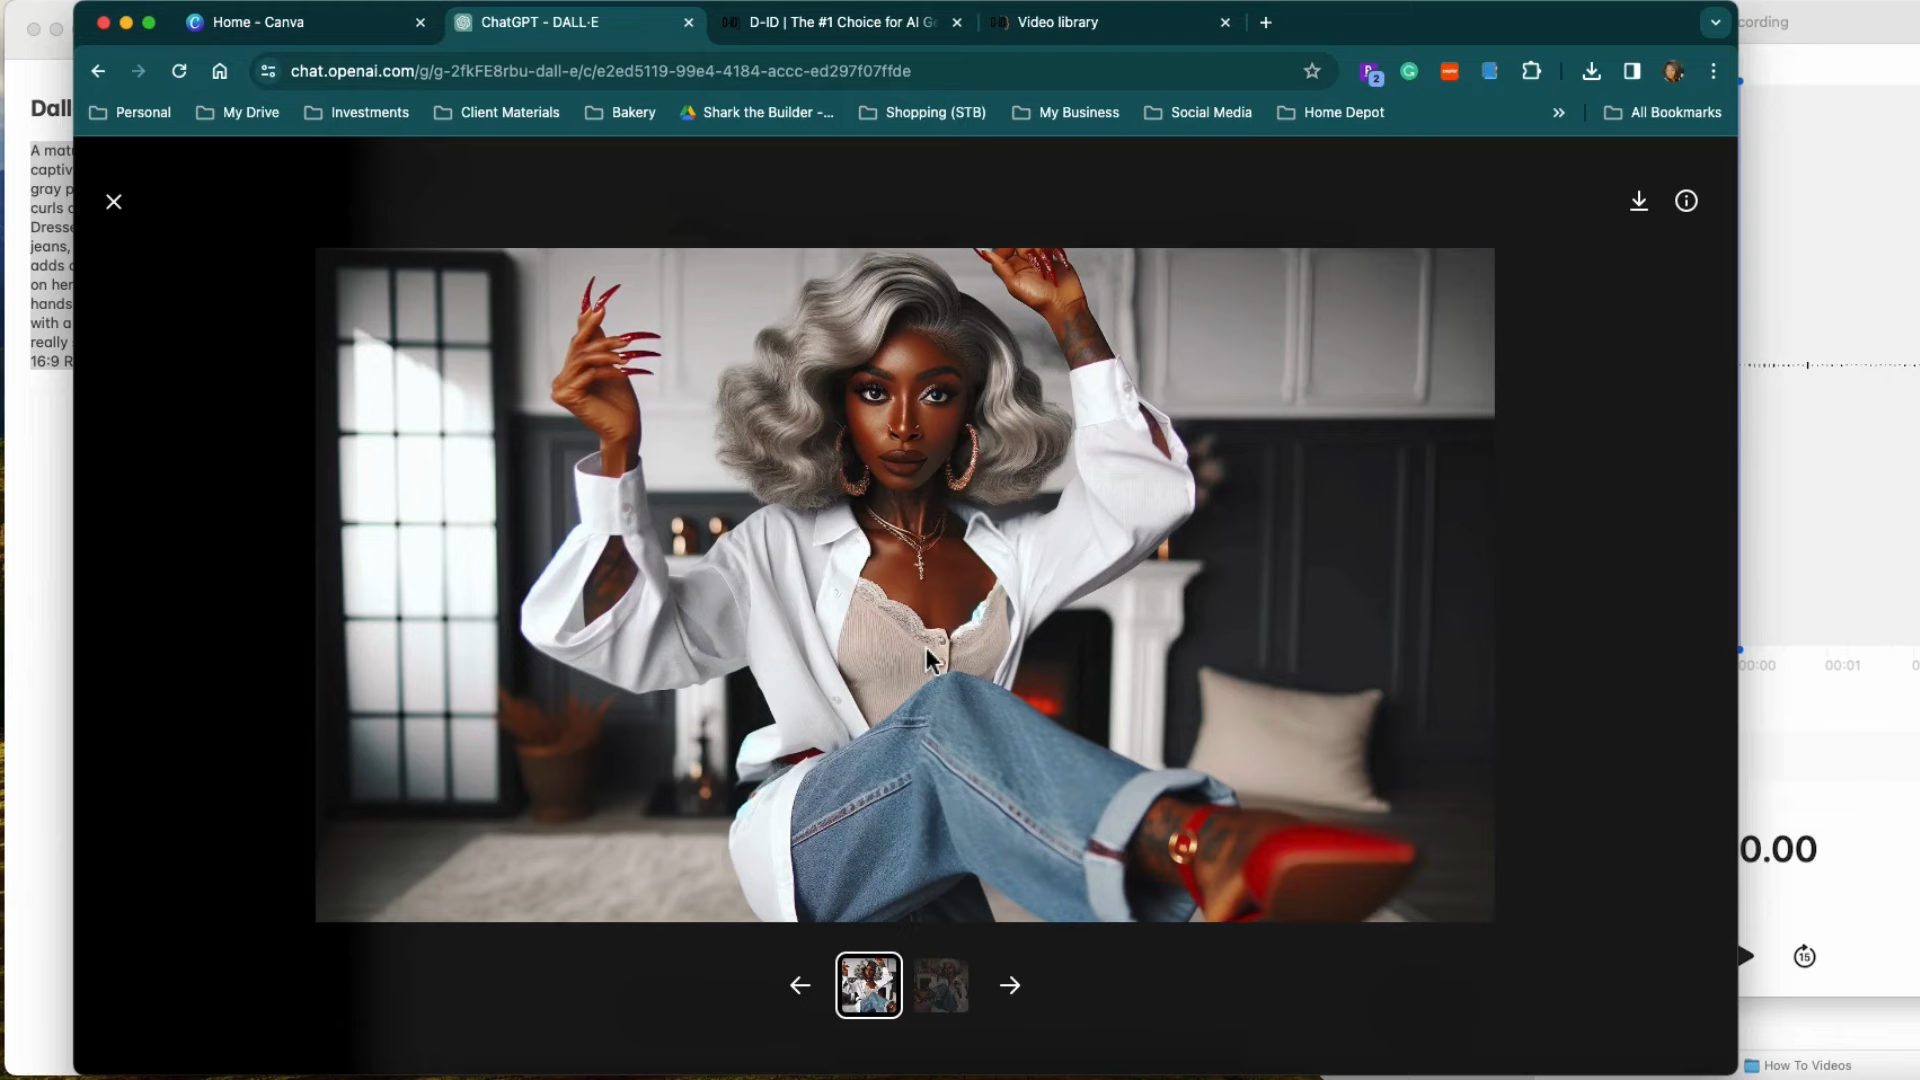 Home - Canva
ChatGPT - DALL·E
D-ID | The #1 Choice for AI G
Video library
cording
chat.openai.com/g/g-2fkFE8rbu-dall-e/c/e2ed5119-99e4-4184-accc-ed297f07ffde
2
Personal
My Drive
Investments
Client Materials
Bakery
Shark the Builder -...
Shopping (STB)
My Business
Social Media
Home Depot
All Bookmarks
Dall
A mat
captiv
gray p
curls
Dresse
jeans,
adds
on her
hands
with a
really
16:9 R
00:00
00:01
0.00
15
How To Videos